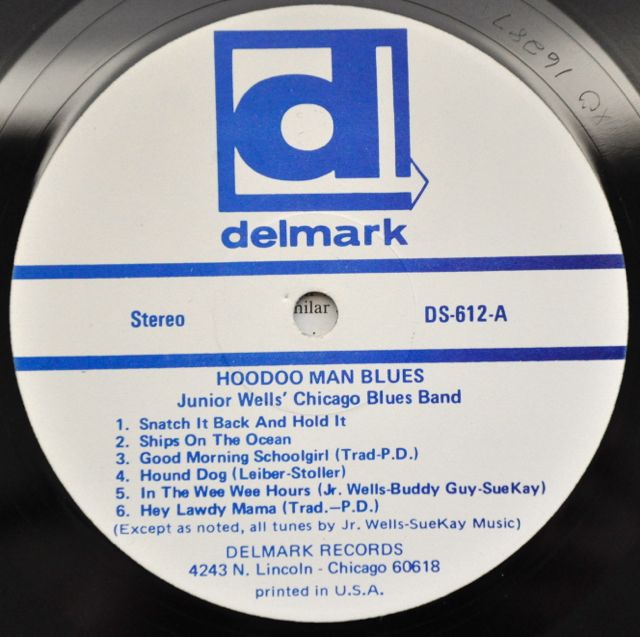 XQ 16287
d
delmark
Stereo
nilar
DS-612-A
HOODOO MAN BLUES
Junior Wells' Chicago Blues Band
1. Snatch It Back And Hold It
2. Ships On The Ocean
3. Good Morning Schoolgirl (Trad-P.D.)
4. Hound Dog (Leiber-Stoller)
5. In The Wee Wee Hours (Jr. Wells-Buddy Guy-SueKay)
6. Hey Lawdy Mama (Trad.—P.D.)
(Except as noted, all tunes by Jr. Wells-SueKay Music)
DELMARK RECORDS
4243 N. Lincoln - Chicago 60618
printed in U.S.A.